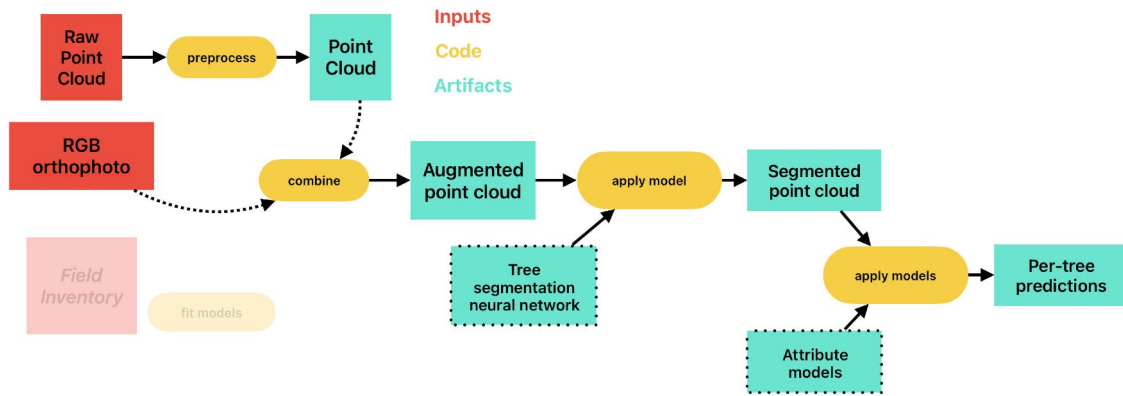 Raw
Point
Cloud
preprocess
Point
Cloud
Inputs
Code
Artifacts
RGB
orthophoto
combine
Augmented
point cloud
apply model
Segmented
point cloud
Field
Inventory
fit models
Tree
segmentation
neural network
apply models
Per-tree
predictions
Attribute
models